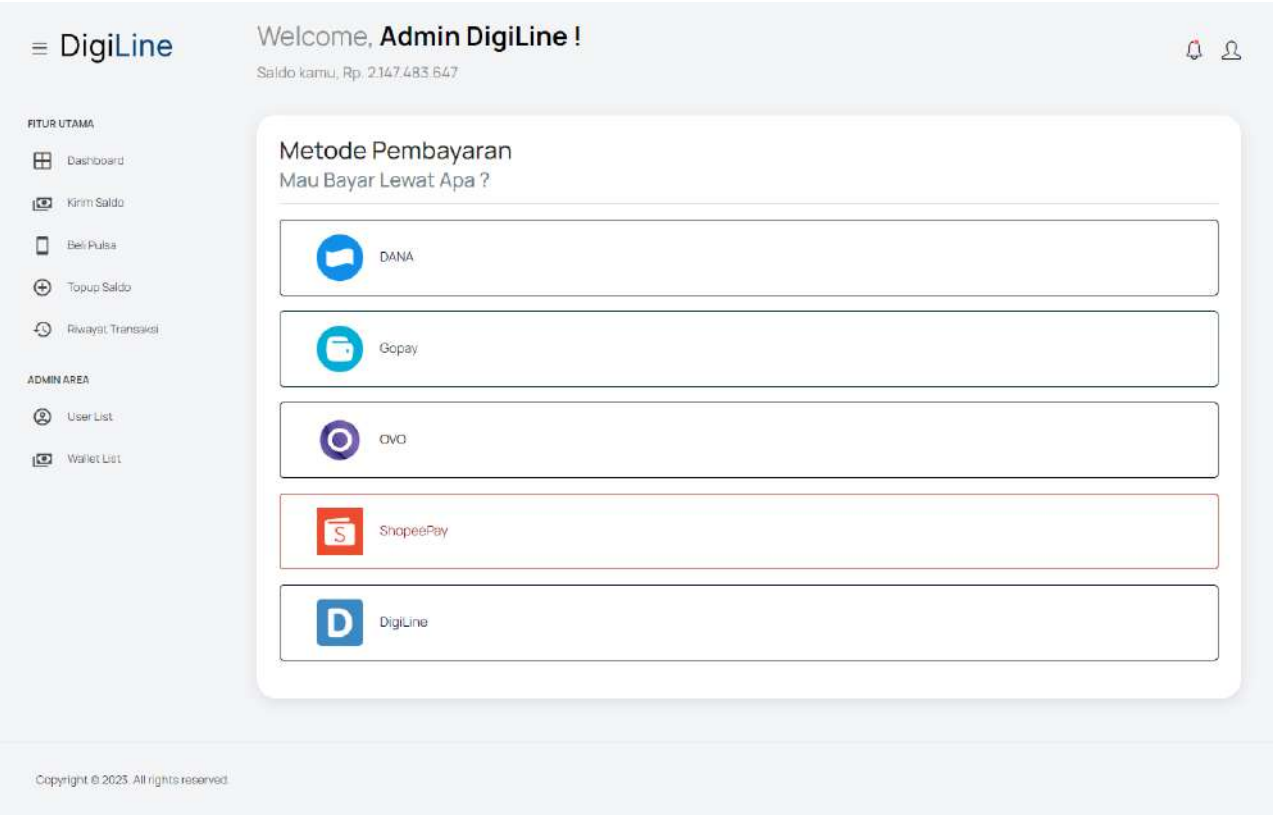 DigiLine
Welcome, Admin DigiLine !
Saldo kamu, Rp. 2.147.483.647
FITUR UTAMA
Dashboard
Kirim Saldo
Beli Pulsa
Topup Saldo
Riwayat Transaksi
ADMIN AREA
User List
Wallet List
Metode Pembayaran
Mau Bayar Lewat Apa ?
DANA
Gopay
OVO
S ShopeePay
D DigiLine
Copyright © 2023. All rights reserved.